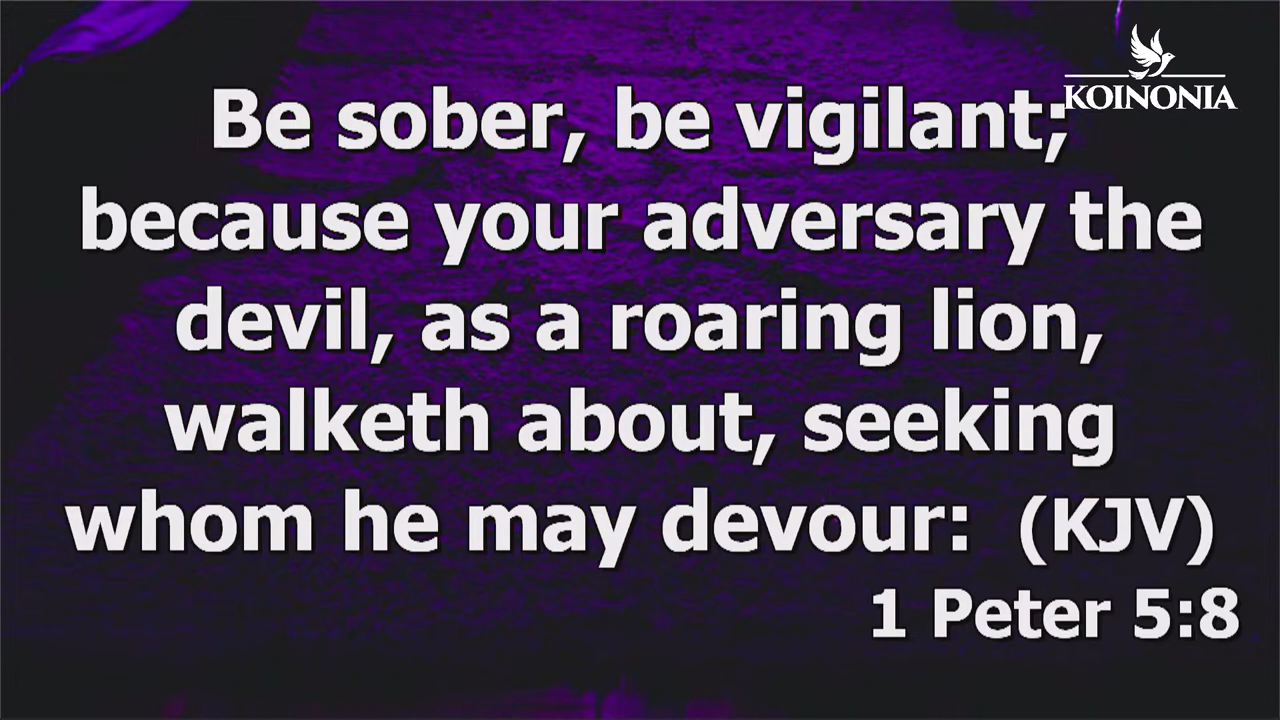 KOINONIA
Be sober, be vigilant;
because your adversary the
devil, as a roaring lion,
walketh about, seeking
whom he may devour: (KJV)
1 Peter 5:8